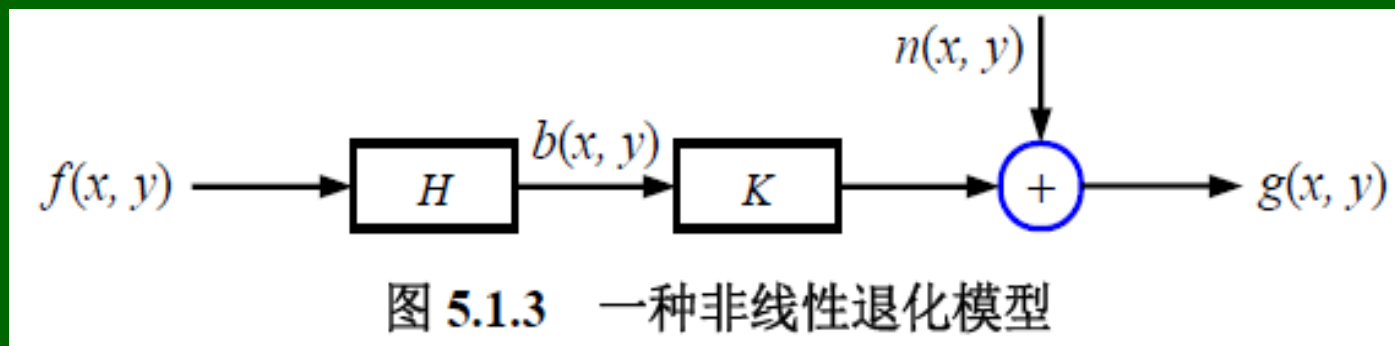 n(x, y)
f(x, y) H b(x, y) K + g(x, y)
图 5.1.3 一种非线性退化模型